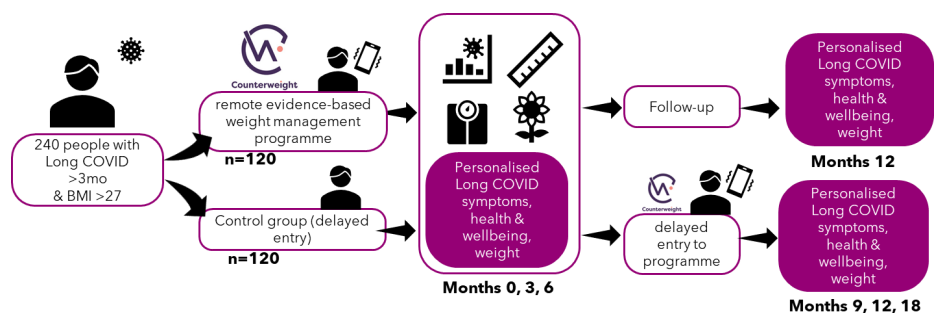 240 people with
Long COVID
>3mo
& BMI >27
Counterweight
remote evidence-based
weight management
programme
n=120
Control group (delayed
entry)
n=120
Personalised
Long COVID
symptoms,
health &
wellbeing,
weight
Months 0, 3, 6
Follow-up
Personalised
Long COVID
symptoms,
health &
wellbeing,
weight
Months 12
Counterweight
delayed
entry to
programme
Personalised
Long COVID
symptoms,
health &
wellbeing,
weight
Months 9, 12, 18